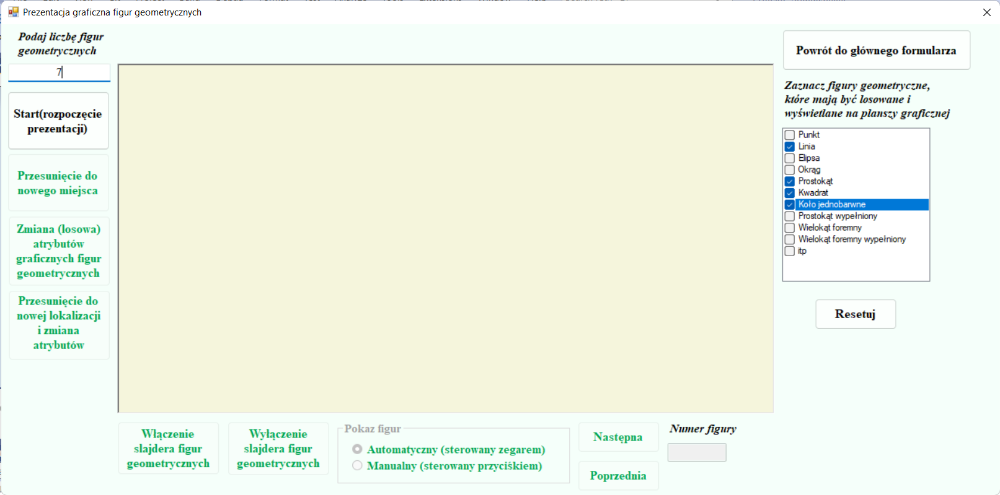 Prezentacja graficzna figur geometrycznych
Podaj liczbę figur
geometrycznych
7
Start(rozpoczęcie
prezentacji)
Przesunięcie do
nowego miejsca
Zmiana (losowa)
atrybutów
graficznych figur
geometrycznych
Przesunięcie do
nowej lokalizacji
i zmiana
atrybutów
Powrót do głównego formularza
Zaznacz figury geometryczne,
które mają być losowane i
wyświetlane na planszy graficznej
Punkt
Linia
Elipsa
Okrąg
Prostokąt
Kwadrat
Koło jednobarwne
Prostokąt wypełniony
Wielokąt foremny
Wielokąt foremny wypełniony
itp
Resetuj
Włączenie
slajdera figur
geometrycznych
Wyłączenie
slajdera figur
geometrycznych
Pokaz figur
Automatyczny (sterowany zegarem)
Manualny (sterowany przyciśkiem)
Następna
Poprzednia
Numer figury